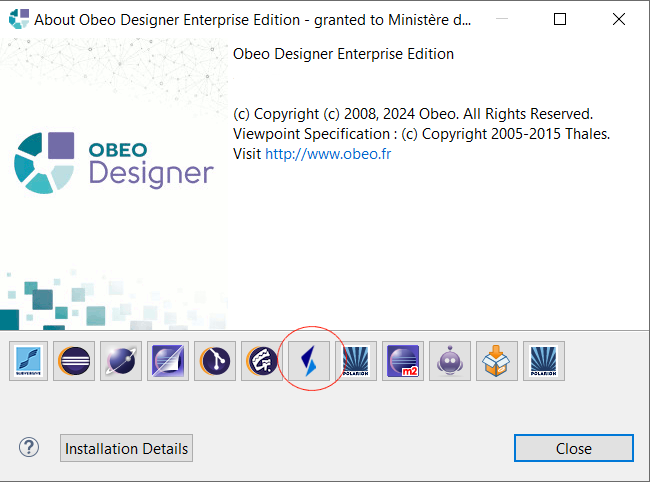 About Obeo Designer Enterprise Edition - granted to Ministère d...
Obeo Designer Enterprise Edition
(c) Copyright (c) 2008, 2024 Obeo. All Rights Reserved.
Viewpoint Specification : (c) Copyright 2005-2015 Thales.
Visit http://www.obeo.fr
OBEO
Designer
SUBVERSIVE
POLARION
m2
POLARION
?
Installation Details
Close